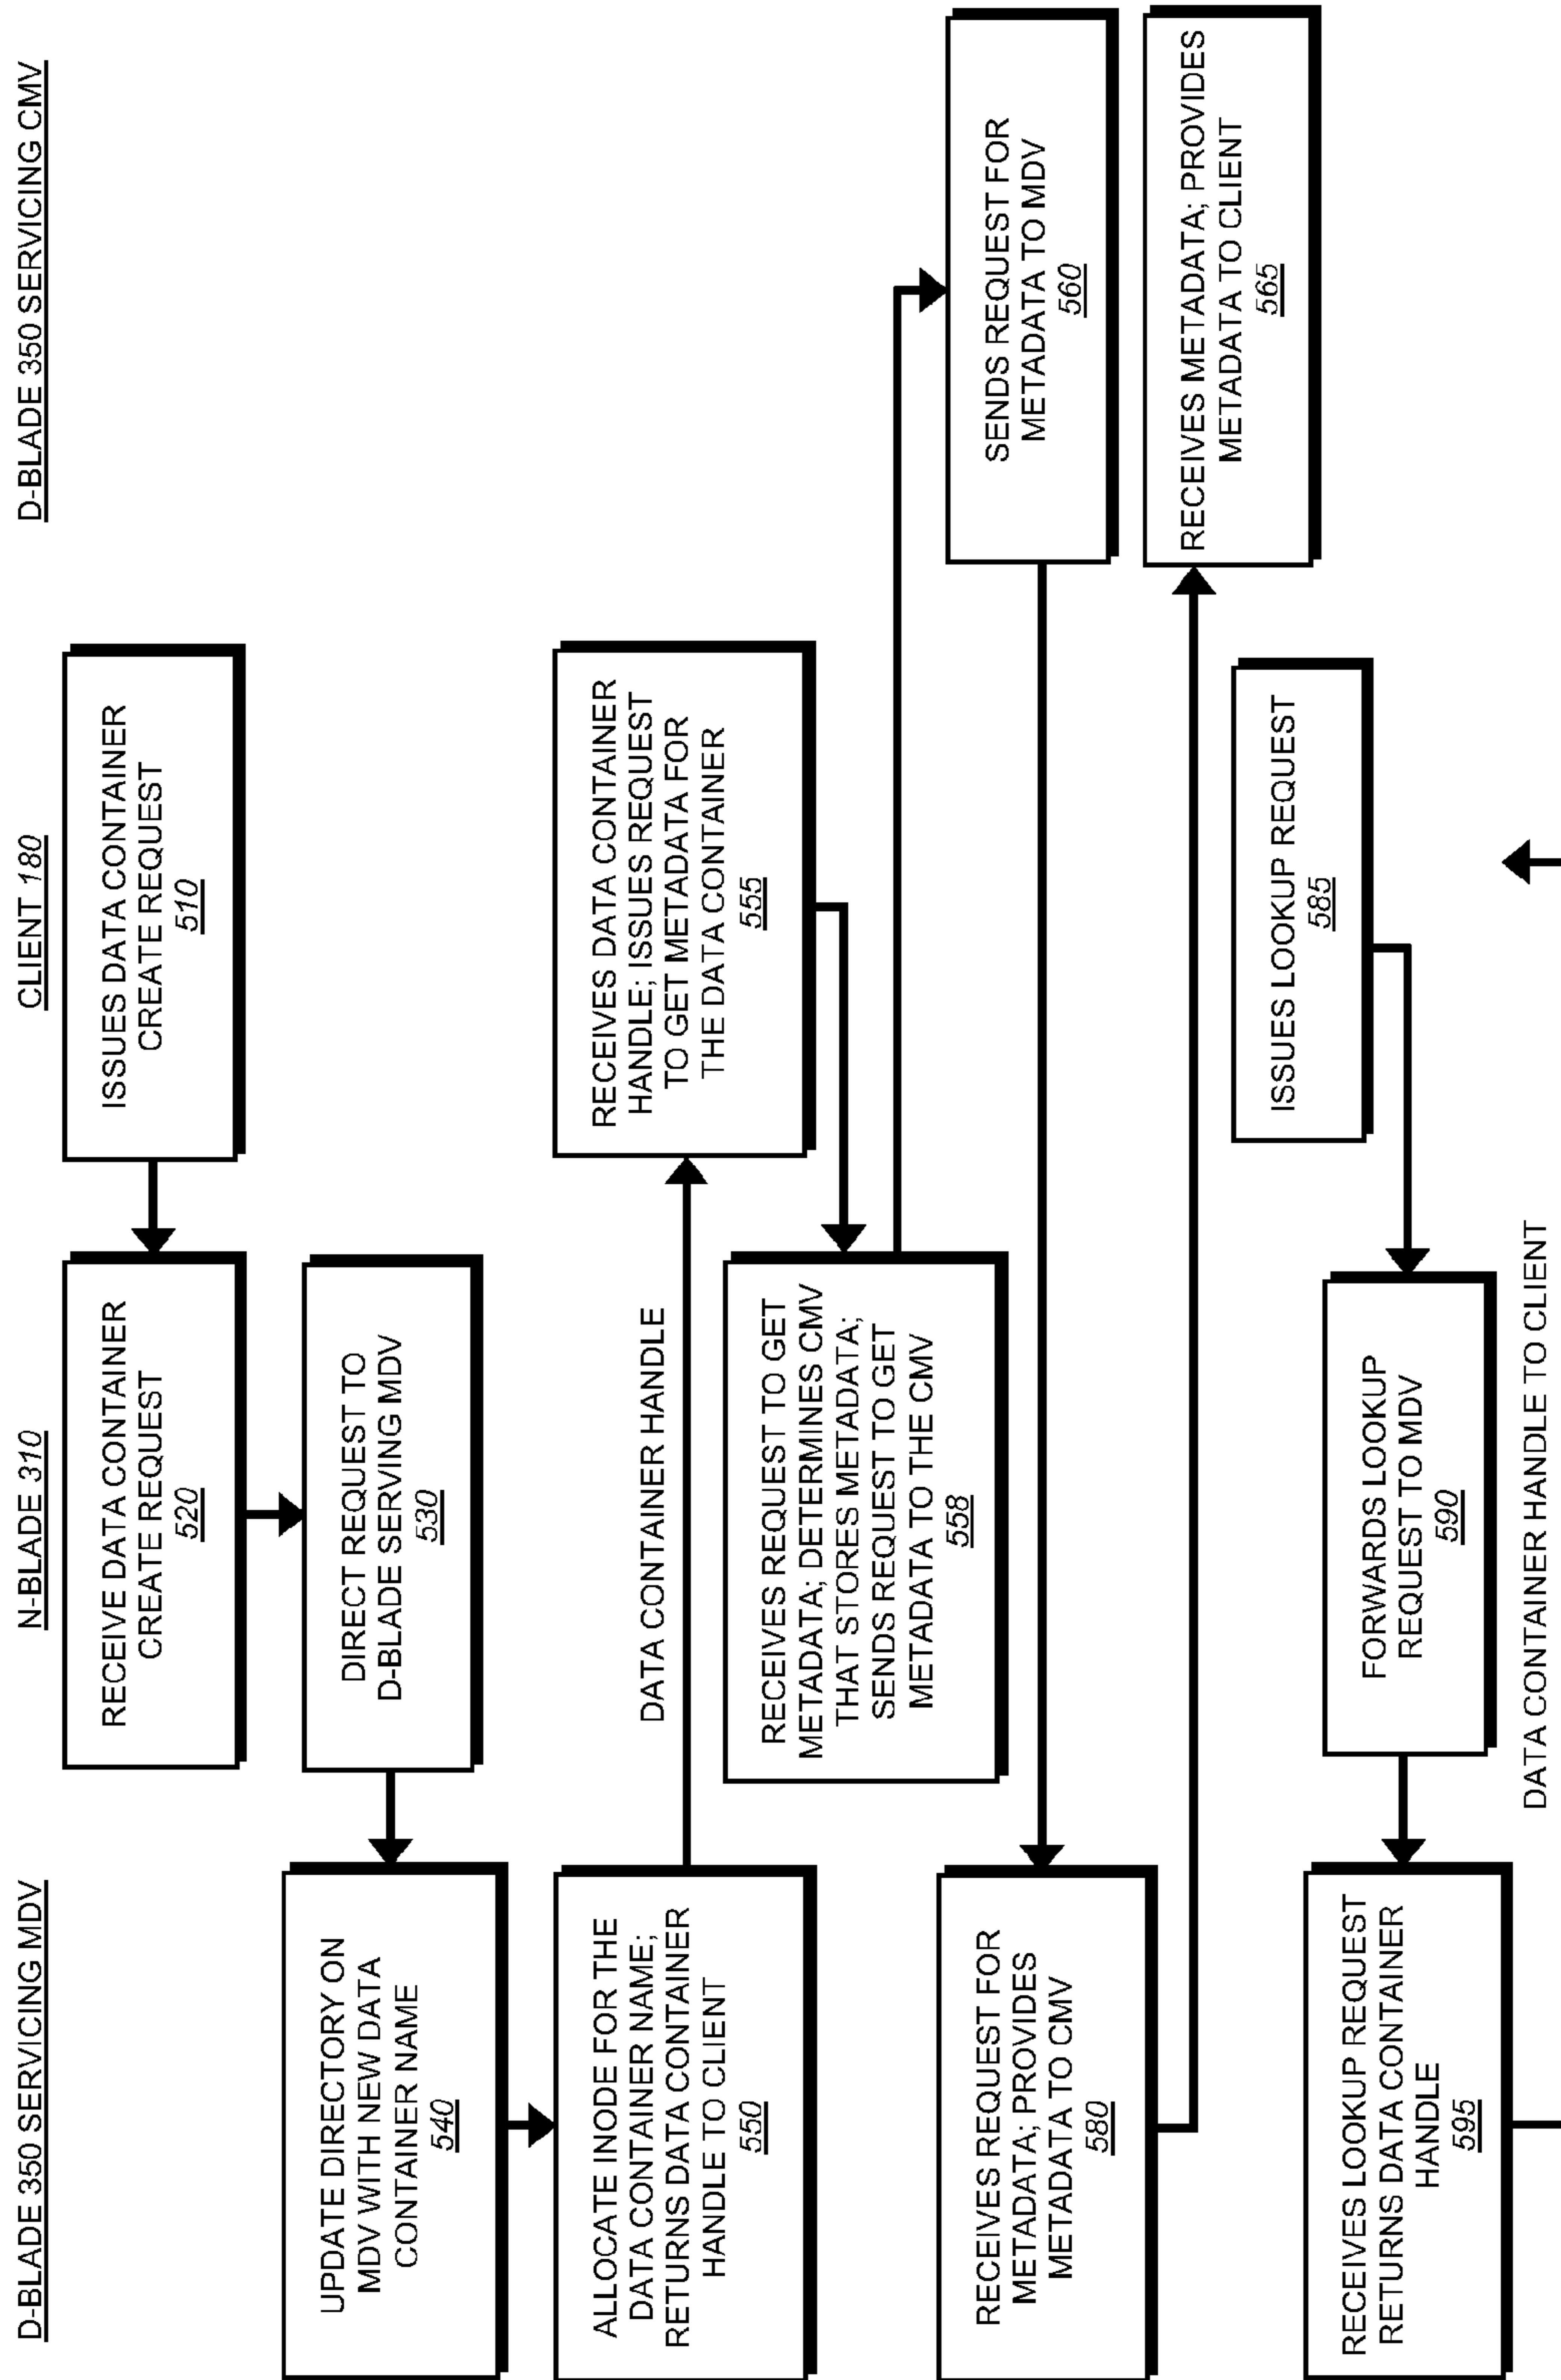 D-BLADE 350 SERVICING MDV
N-BLADE 310
CLIENT 180
D-BLADE 350 SERVICING CMV
ISSUES DATA CONTAINER
CREATE REQUEST
510
RECEIVE DATA CONTAINER
CREATE REQUEST
520
DIRECT REQUEST TO
D-BLADE SERVING MDV
530
UPDATE DIRECTORY ON
MDV WITH NEW DATA
CONTAINER NAME
540
ALLOCATE INODE FOR THE
DATA CONTAINER NAME;
RETURNS DATA CONTAINER
HANDLE TO CLIENT
550
DATA CONTAINER HANDLE
RECEIVES DATA CONTAINER
HANDLE; ISSUES REQUEST
TO GET METADATA FOR
THE DATA CONTAINER
555
RECEIVES REQUEST TO GET
METADATA; DETERMINES CMV
THAT STORES METADATA;
SENDS REQUEST TO GET
METADATA TO THE CMV
558
SENDS REQUEST FOR
METADATA TO MDV
560
RECEIVES REQUEST FOR
METADATA; PROVIDES
METADATA TO CMV
580
RECEIVES METADATA; PROVIDES
METADATA TO CLIENT
565
ISSUES LOOKUP REQUEST
585
FORWARDS LOOKUP
REQUEST TO MDV
590
RECEIVES LOOKUP REQUEST
RETURNS DATA CONTAINER
HANDLE
595
DATA CONTAINER HANDLE TO CLIENT